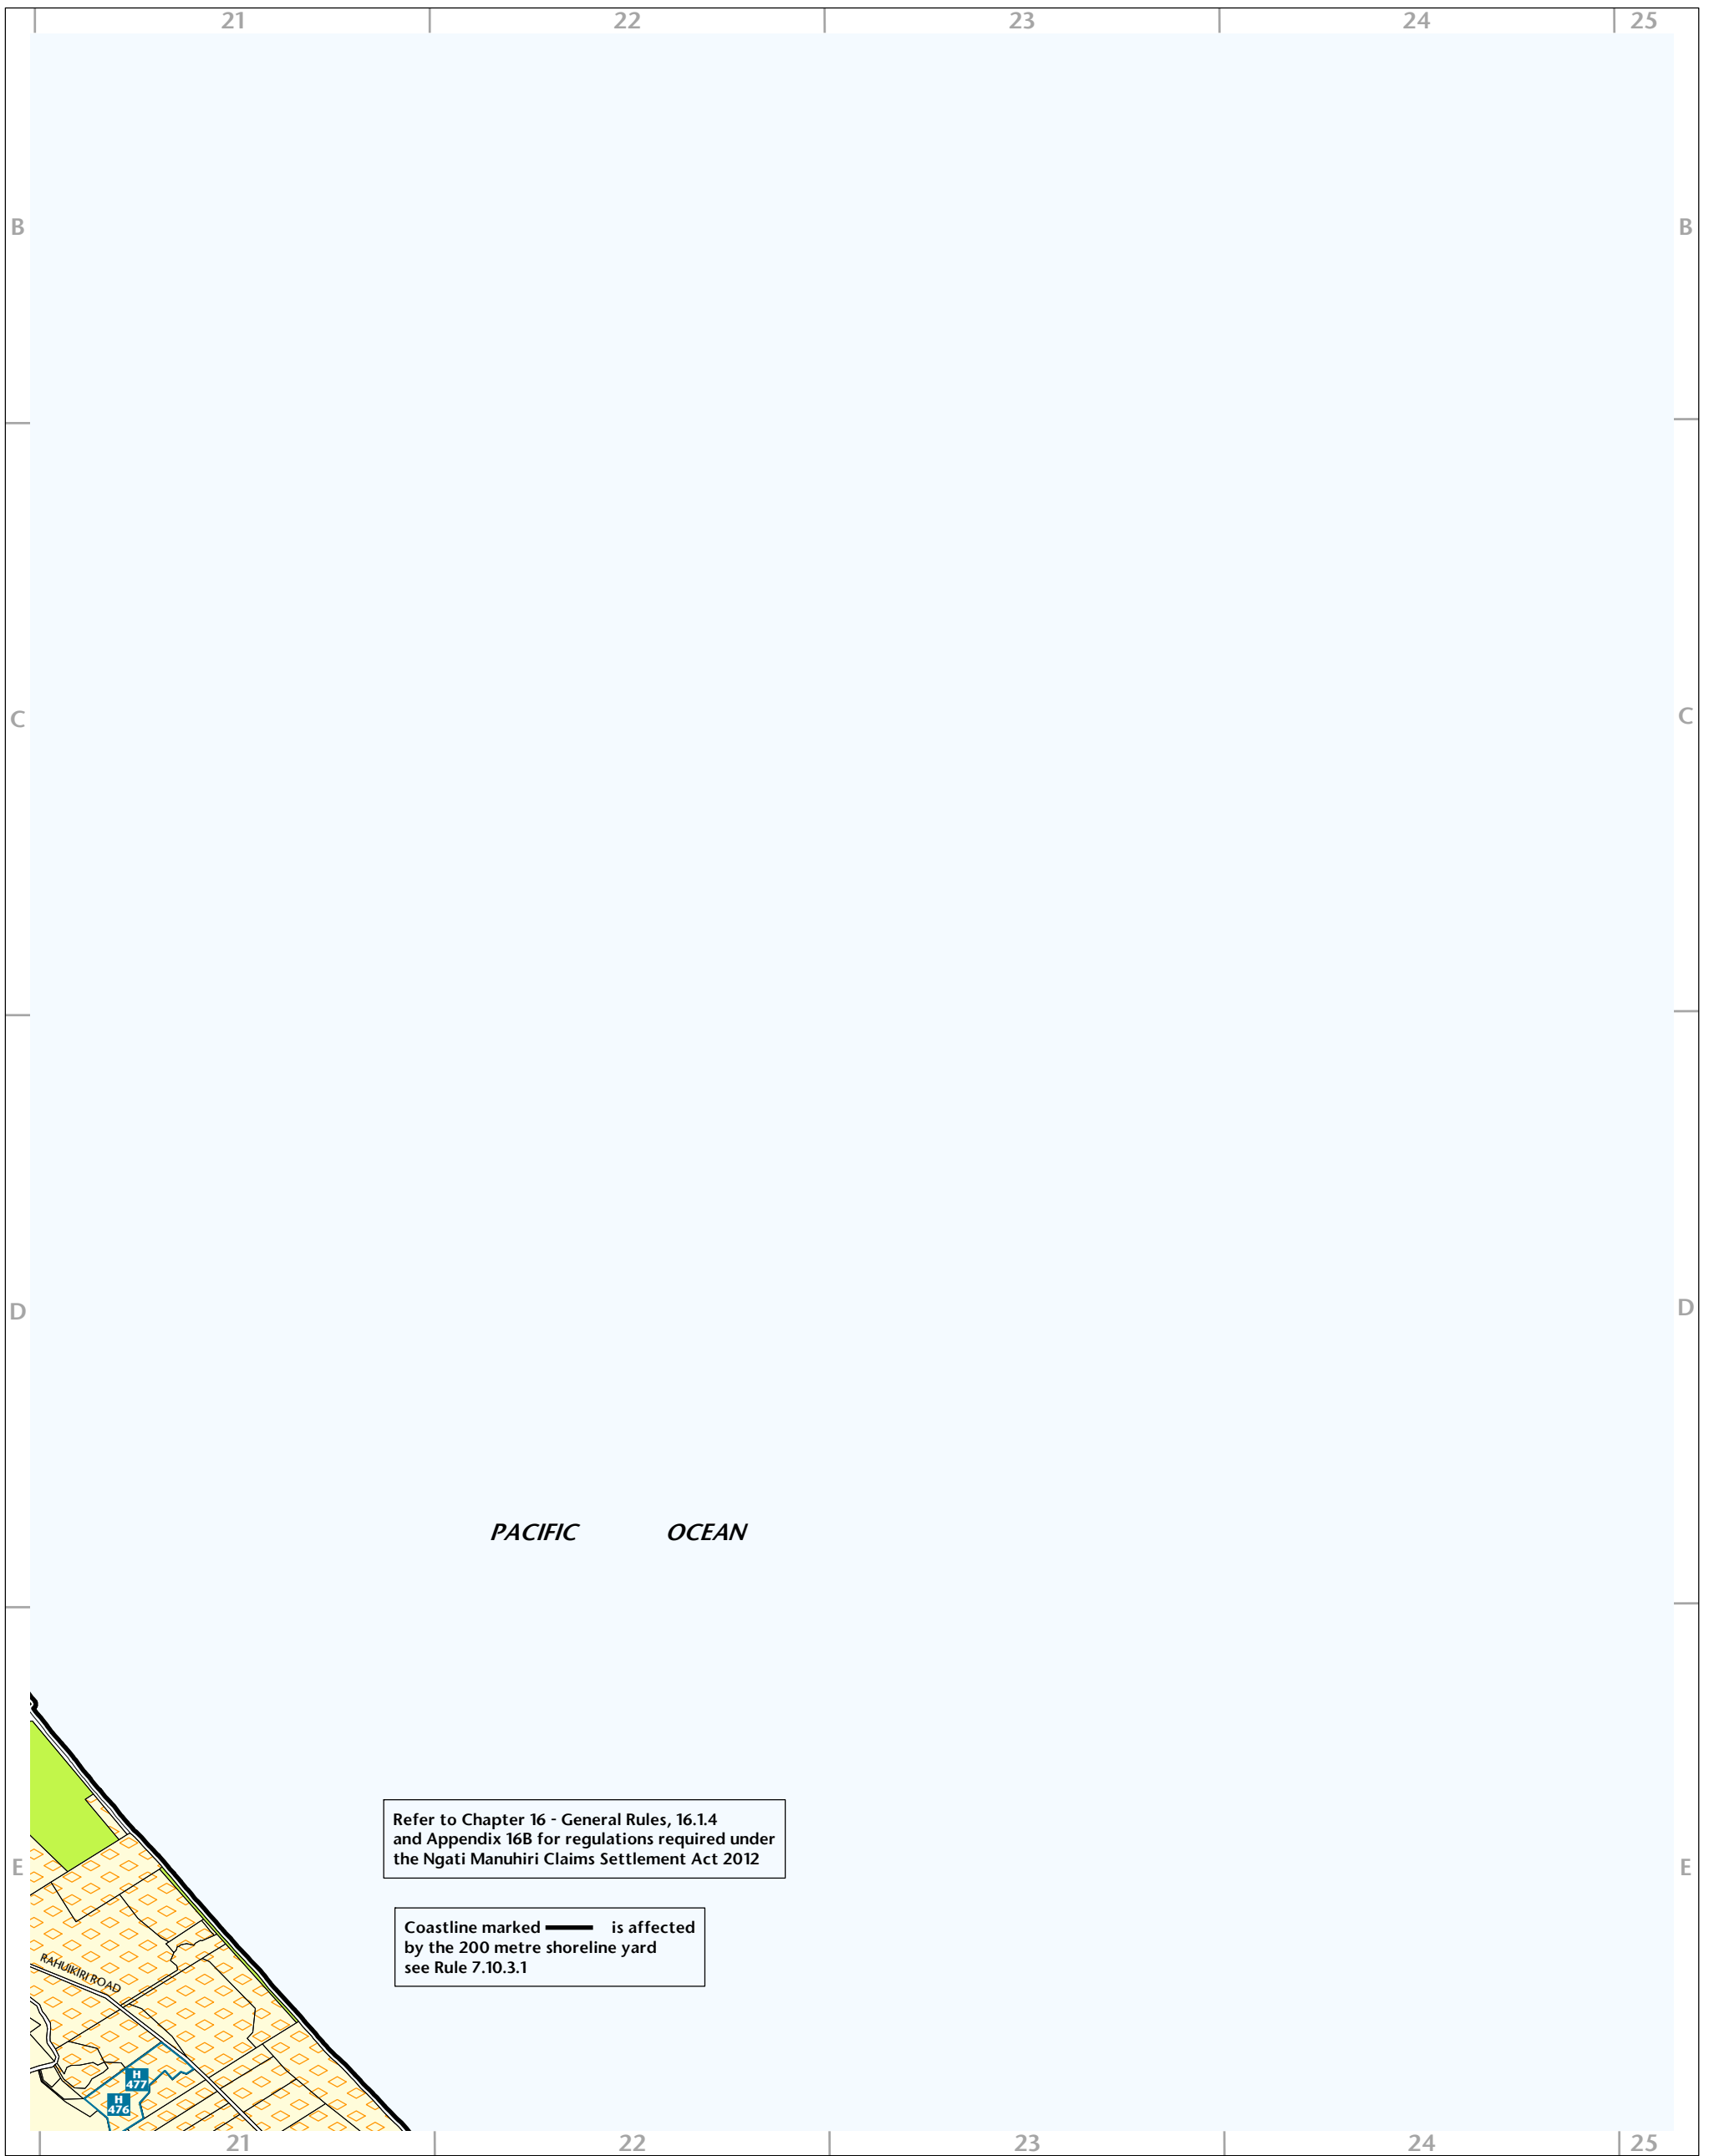 21 22 23 24 25
B B
C C
D D
PACIFIC OCEAN
Refer to Chapter 16 - General Rules, 16.1.4
and Appendix 16B for regulations required under
the Ngati Manuhiri Claims Settlement Act 2012
E E
Coastline marked is affected
by the 200 metre shoreline yard
see Rule 7.10.3.1
RAHUIKIRI ROAD
H
477
H
476
21 22 23 24 25